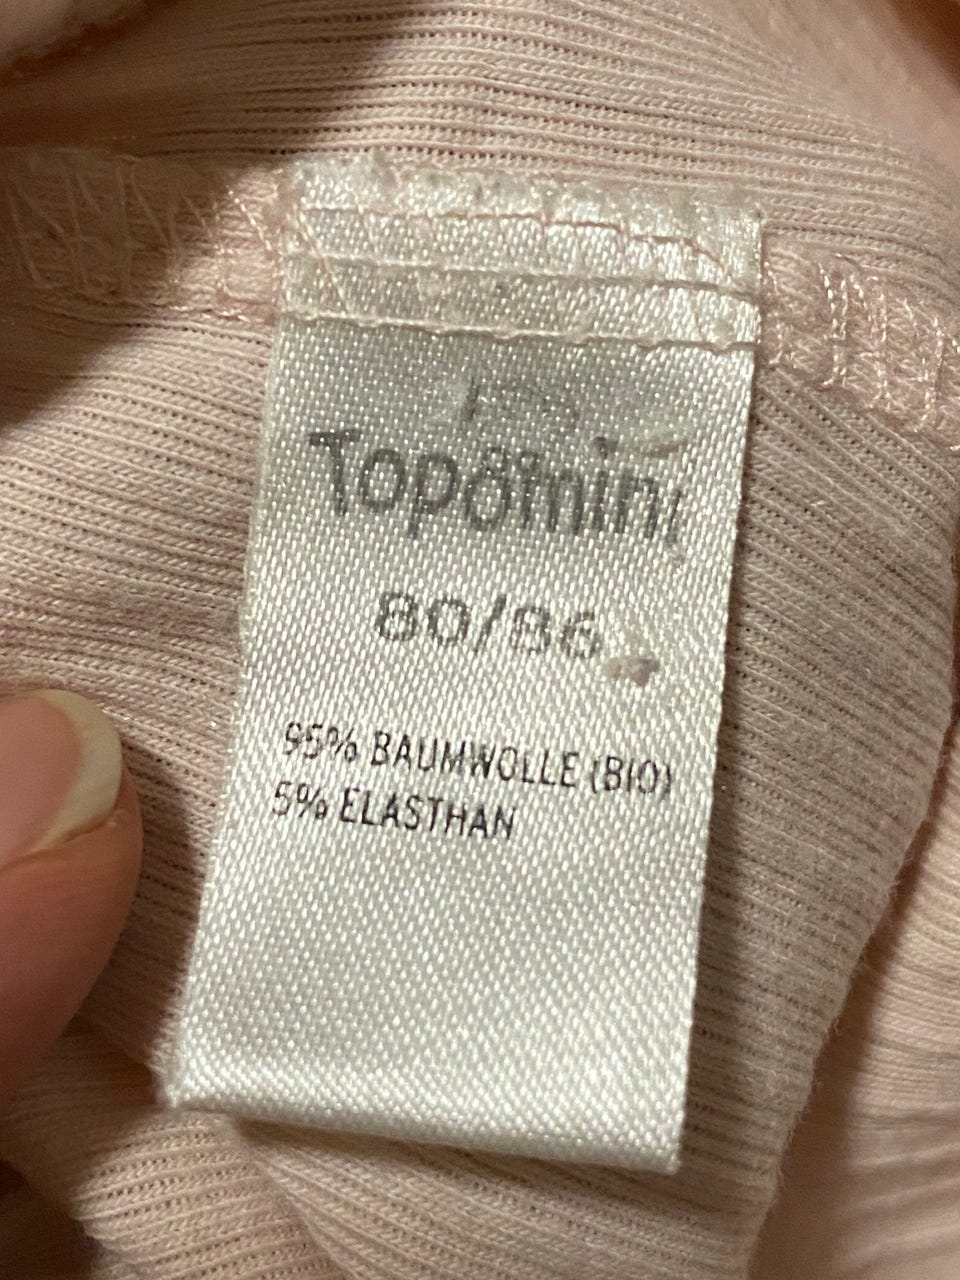 Topomini
80/86
95% BAUMWOLLE (BIO)
5% ELASTHAN